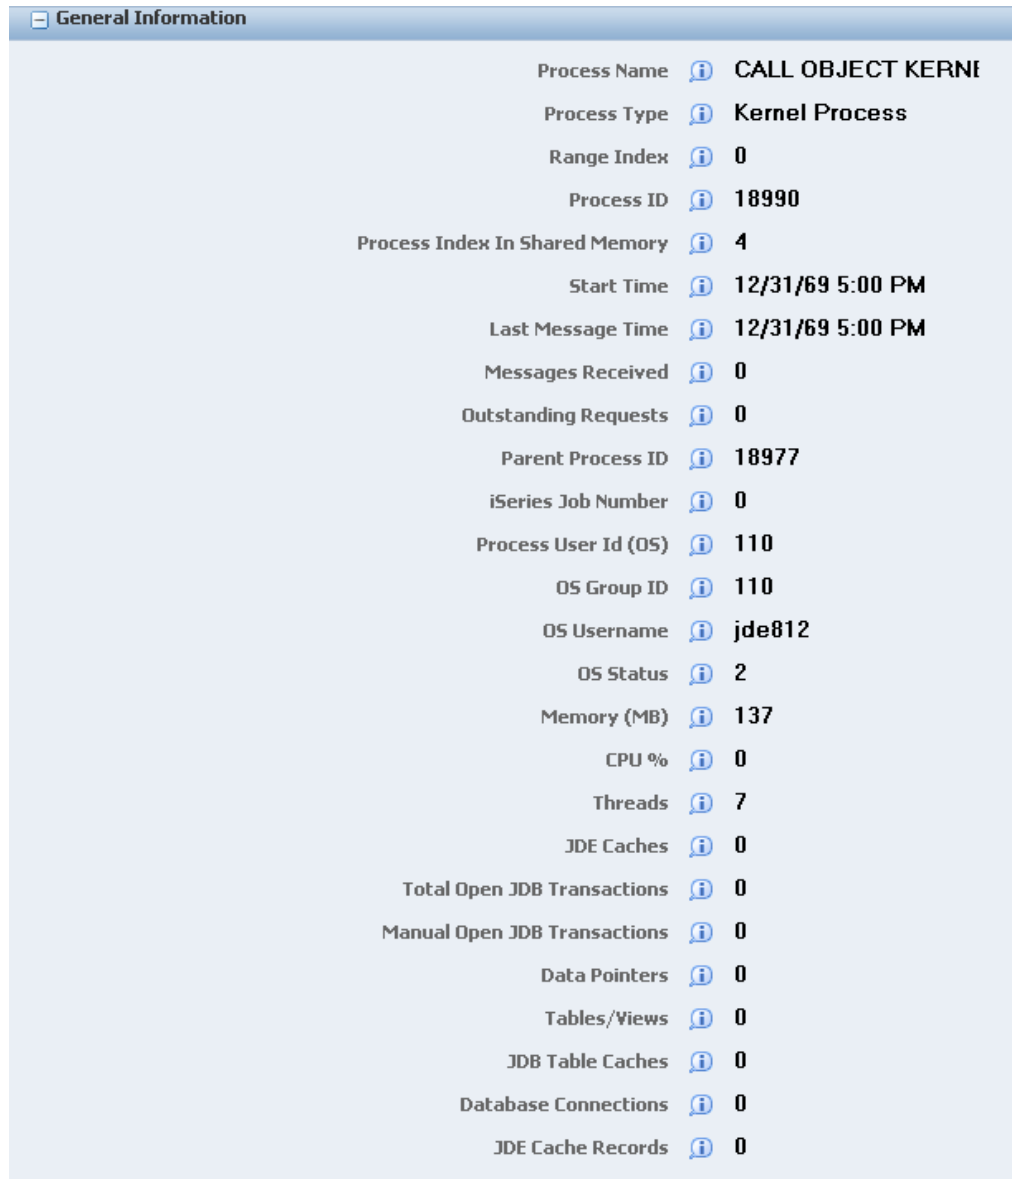 General Information
Process Name CALL OBJECT KERNE
Process Type Kernel Process
Range Index 0
Process ID 18990
Process Index In Shared Memory 4
Start Time 12/31/69 5:00 PM
Last Message Time 12/31/69 5:00 PM
Messages Received 0
Outstanding Requests 0
Parent Process ID 18977
iSeries Job Number 0
Process User Id (OS) 110
OS Group ID 110
OS Username jde812
OS Status 2
Memory (MB) 137
CPU % 0
Threads 7
JDE Caches 0
Total Open JDB Transactions 0
Manual Open JDB Transactions 0
Data Pointers 0
Tables/Views 0
JDB Table Caches 0
Database Connections 0
JDE Cache Records 0